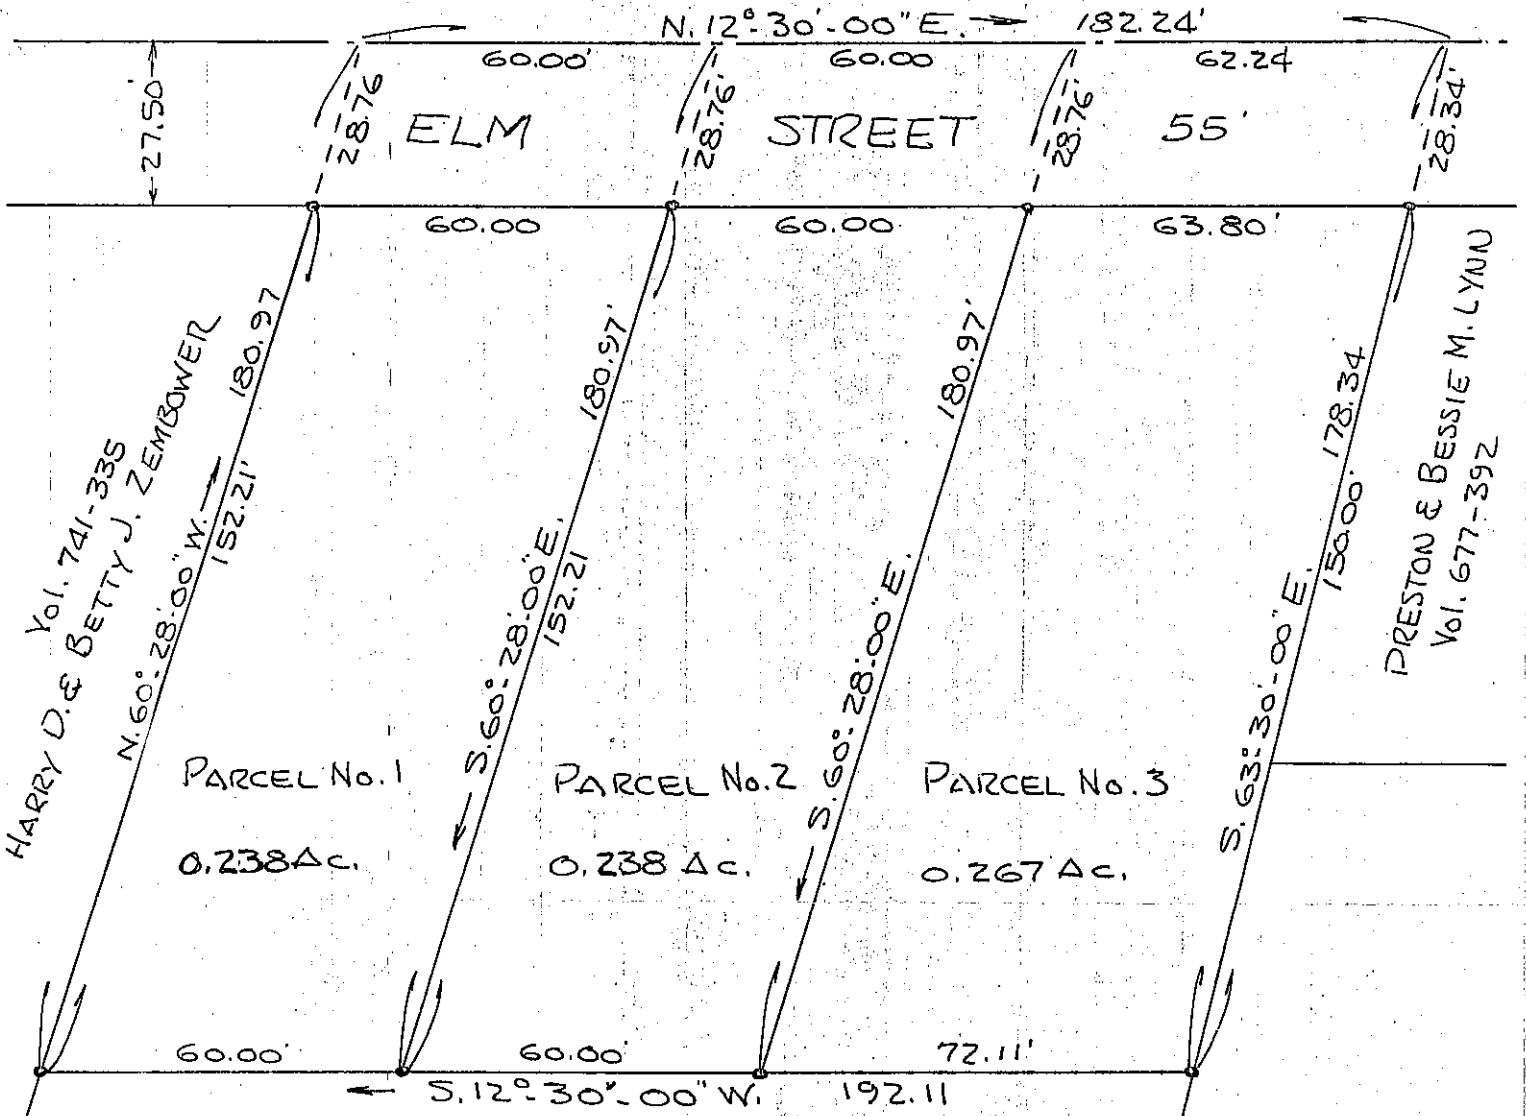 N. 12°-30'-00" E. 182.24'
60.00'
60.00
62.24
27.50'
28.76'
28.76'
28.76'
28.34'
ELM STREET 55'
60.00
60.00
63.80'
Vol. 741-335
HARRY D. & BETTY J. ZEMBOWER
N. 60°-28'-00" W. 180.97
152.21'
S. 60°-28'-00" E. 180.97'
152.21
S. 60°-28'-00" E. 180.97'
S. 63°-30'-00" E. 178.34
150.00'
PRESTON & BESSIE M. LYNN
Vol. 677-392
PARCEL No. 1
0.238 Ac.
PARCEL No. 2
0.238 Ac.
PARCEL No. 3
0.267 Ac.
60.00'
60.00'
72.11'
S. 12°-30'-00" W. 192.11